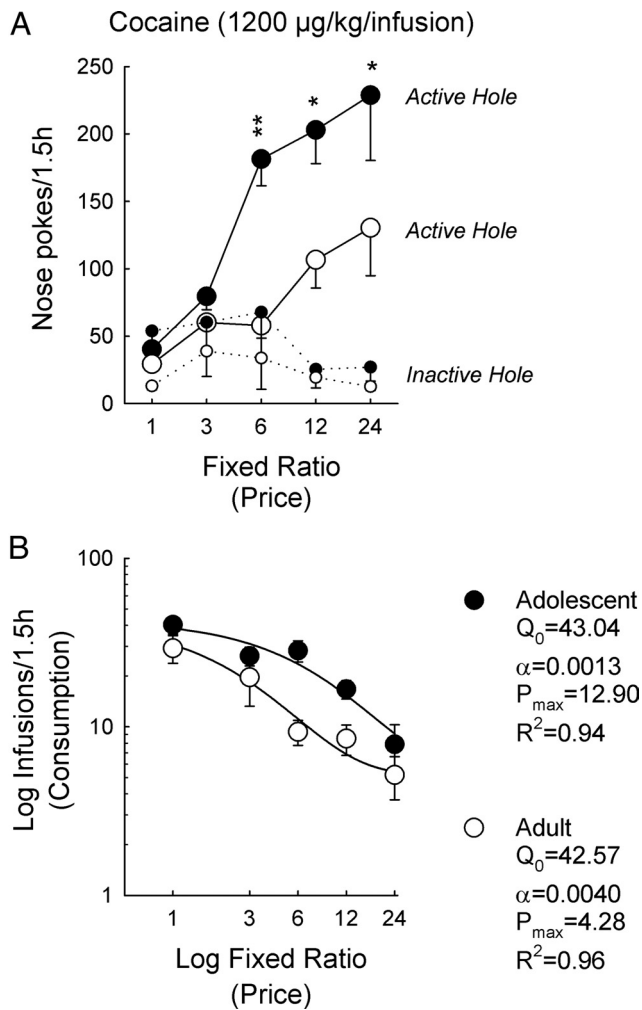 A
Cocaine (1200 µg/kg/infusion)
Nose pokes/1.5h
250
200
150
100
50
0
**
*
*
Active Hole
Active Hole
Inactive Hole
1 3 6 12 24
Fixed Ratio
(Price)
B
Log Infusions/1.5h
(Consumption)
100
10
1
1 3 6 12 24
Log Fixed Ratio
(Price)
Adolescent
Q0=43.04
α=0.0013
Pmax=12.90
R²=0.94
Adult
Q0=42.57
α=0.0040
Pmax=4.28
R²=0.96